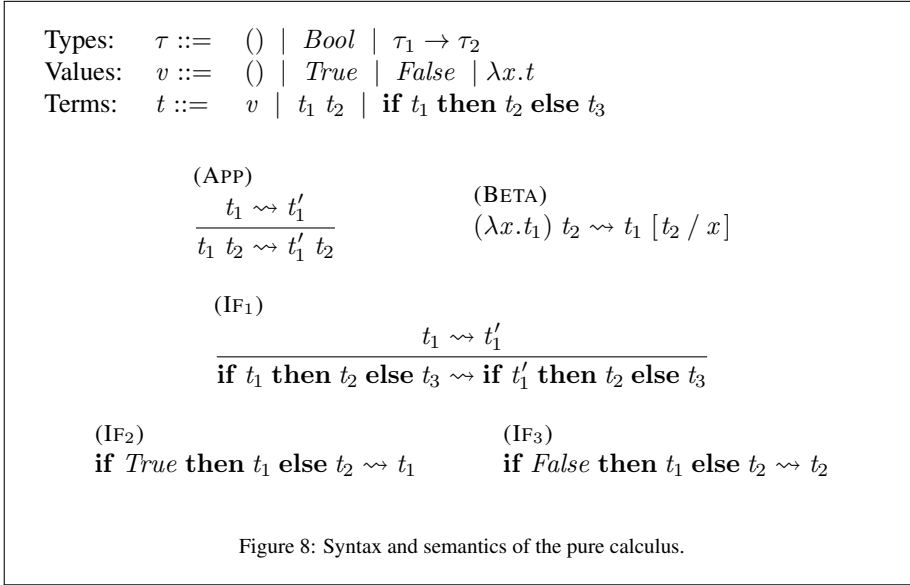 Types: τ ::= () | Bool | τ₁ → τ₂
Values: v ::= () | True | False | λx.t
Terms: t ::= v | t₁ t₂ | if t₁ then t₂ else t₃
(APP)
t₁ ⇝ t₁′
t₁ t₂ ⇝ t₁′ t₂
(BETA)
(λx.t₁) t₂ ⇝ t₁ [t₂ / x]
(IF₁)
t₁ ⇝ t₁′
if t₁ then t₂ else t₃ ⇝ if t₁′ then t₂ else t₃
(IF₂)
if True then t₁ else t₂ ⇝ t₁
(IF₃)
if False then t₁ else t₂ ⇝ t₂
Figure 8: Syntax and semantics of the pure calculus.